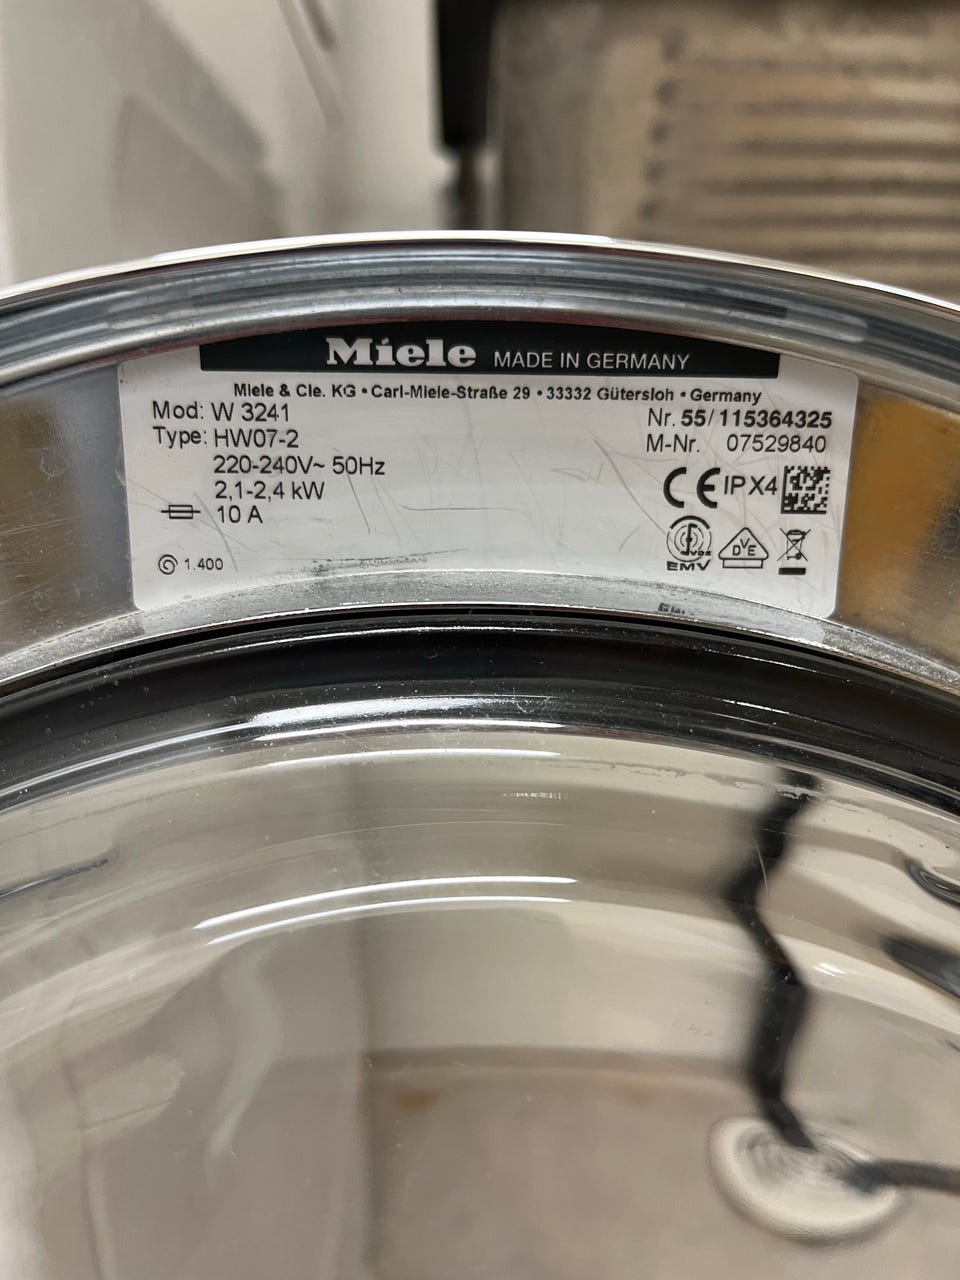 Miele MADE IN GERMANY
Miele & Cie. KG • Carl-Miele-Straße 29 • 33332 Gütersloh • Germany
Mod: W 3241
Nr. 55/115364325
Type: HW07-2
M-Nr. 07529840
220-240V~ 50Hz
2,1-2,4 kW
10 A
CE IPX4
1.400
VDE
EMV
DVE